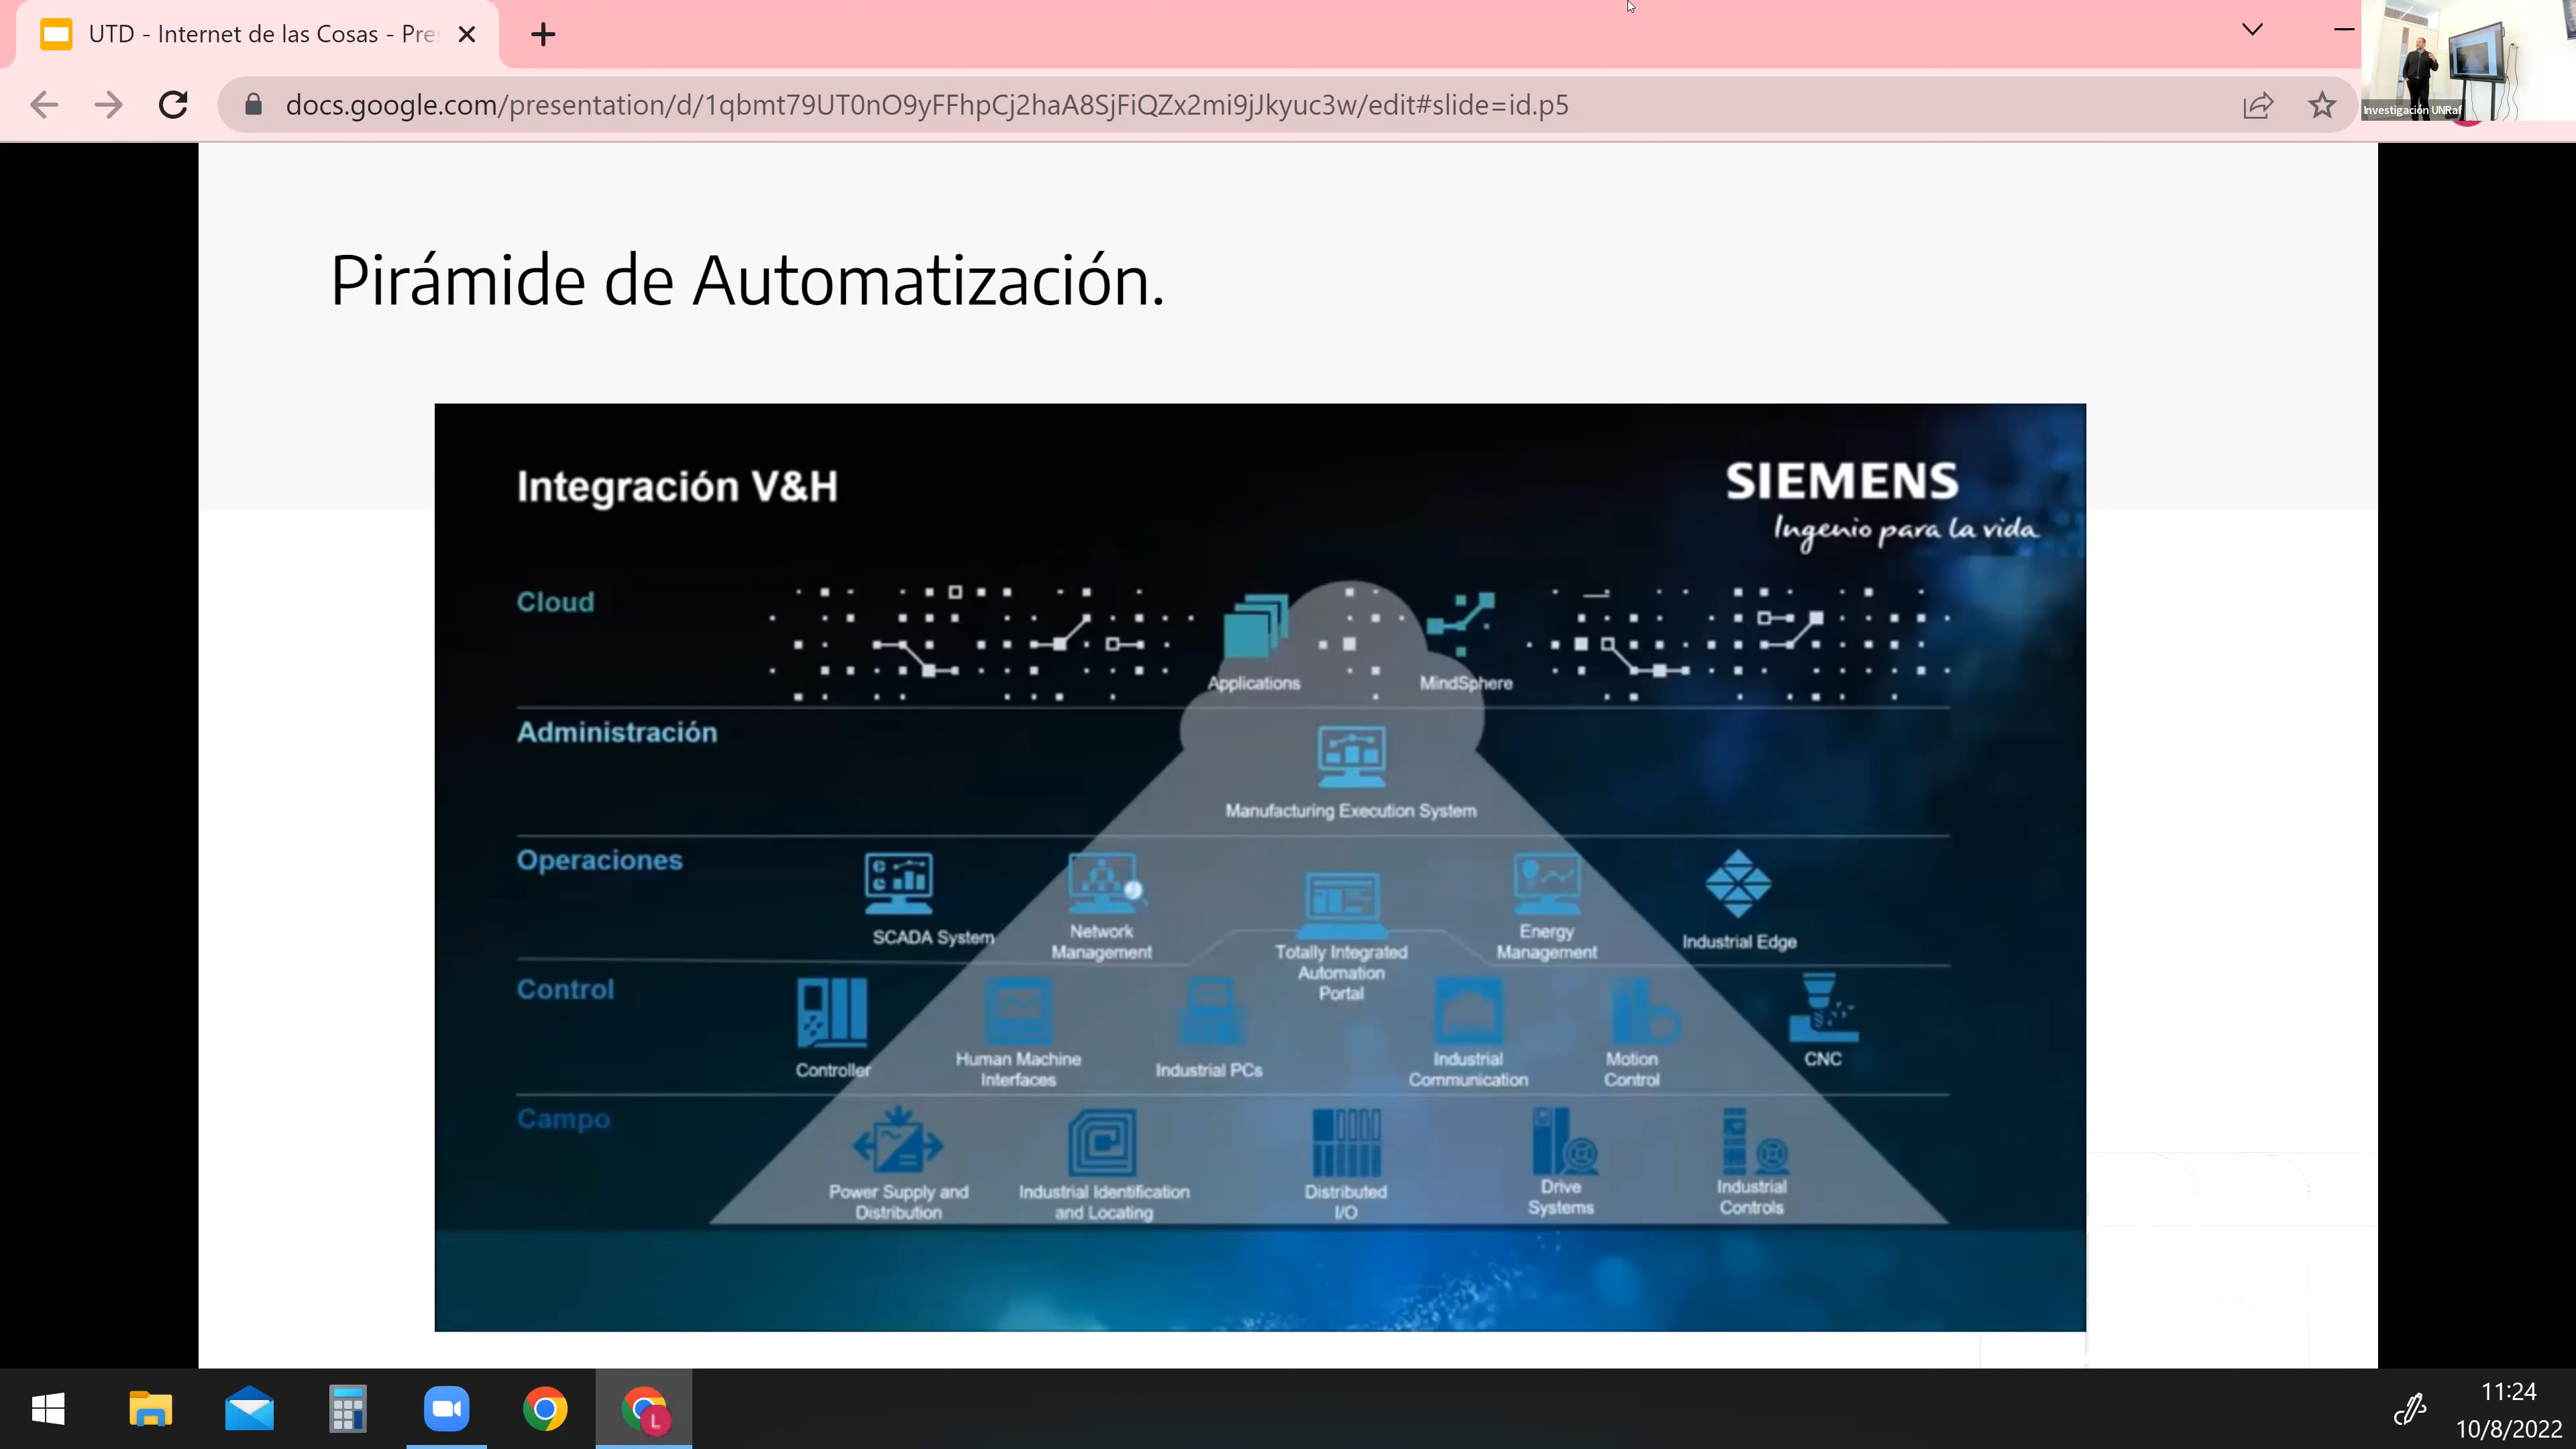 UTD - Internet de las Cosas - Pre
docs.google.com/presentation/d/1qbmt79UT0nO9yFFhpCj2haA8SjFiQZx2mi9jJkyuc3w/edit#slide=id.p5
Investigación UNRaf
Pirámide de Automatización.
Integración V&H
SIEMENS
Ingenio para la vida
Cloud
Applications
MindSphere
Administración
Manufacturing Execution System
Operaciones
SCADA System
Network
Management
Totally Integrated
Automation
Portal
Energy
Management
Industrial Edge
Control
Controller
Human Machine
Interfaces
Industrial PCs
Industrial
Communication
Motion
Control
CNC
Campo
Power Supply and
Distribution
Industrial Identification
and Locating
Distributed
I/O
Drive
Systems
Industrial
Controls
L
11:24
10/8/2022